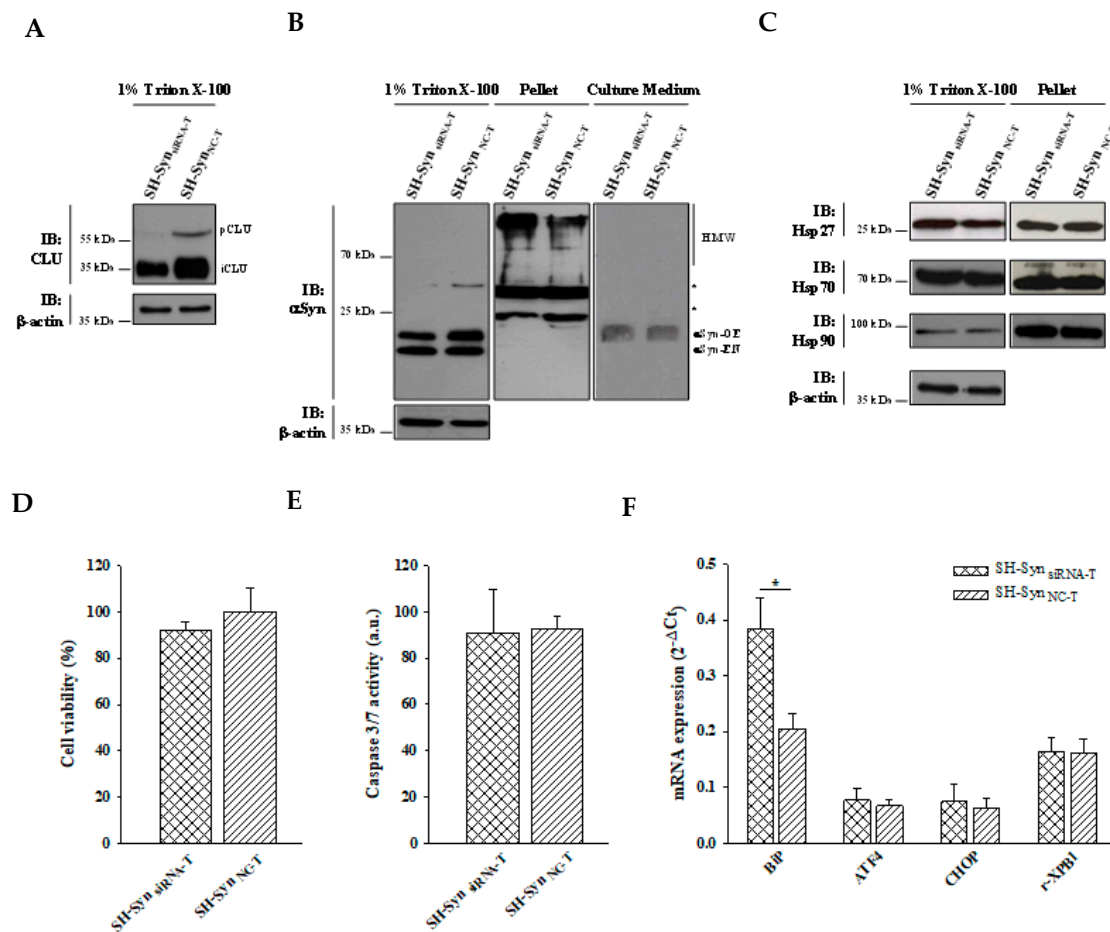 A
1% Triton X-100
SH-Syn siRNA-T
SH-Syn NC-T
IB: CLU
55 kDa
35 kDa
pCLU
iCLU
IB: β-actin
35 kDa
B
1% Triton X-100 Pellet Culture Medium
SH-Syn siRNA-T
SH-Syn NC-T
SH-Syn siRNA-T
SH-Syn NC-T
SH-Syn siRNA-T
SH-Syn NC-T
IB: αSyn
70 kDa
25 kDa
HMW
*
*
αSyn-OE
αSyn-EN
IB: β-actin
35 kDa
C
1% Triton X-100 Pellet
SH-Syn siRNA-T
SH-Syn NC-T
SH-Syn siRNA-T
SH-Syn NC-T
IB: Hsp27
25 kDa
IB: Hsp70
70 kDa
IB: Hsp90
100 kDa
IB: β-actin
35 kDa
D
Cell viability (%)
120
100
80
60
40
20
0
SH-Syn siRNA-T
SH-Syn NC-T
E
Caspase 3/7 activity (a.u.)
120
100
80
60
40
20
0
SH-Syn siRNA-T
SH-Syn NC-T
F
mRNA expression (2^-ΔCt)
0.5
0.4
0.3
0.2
0.1
0.0
*
SH-Syn siRNA-T
SH-Syn NC-T
BiP
ATF4
CHOP
r-XPB1